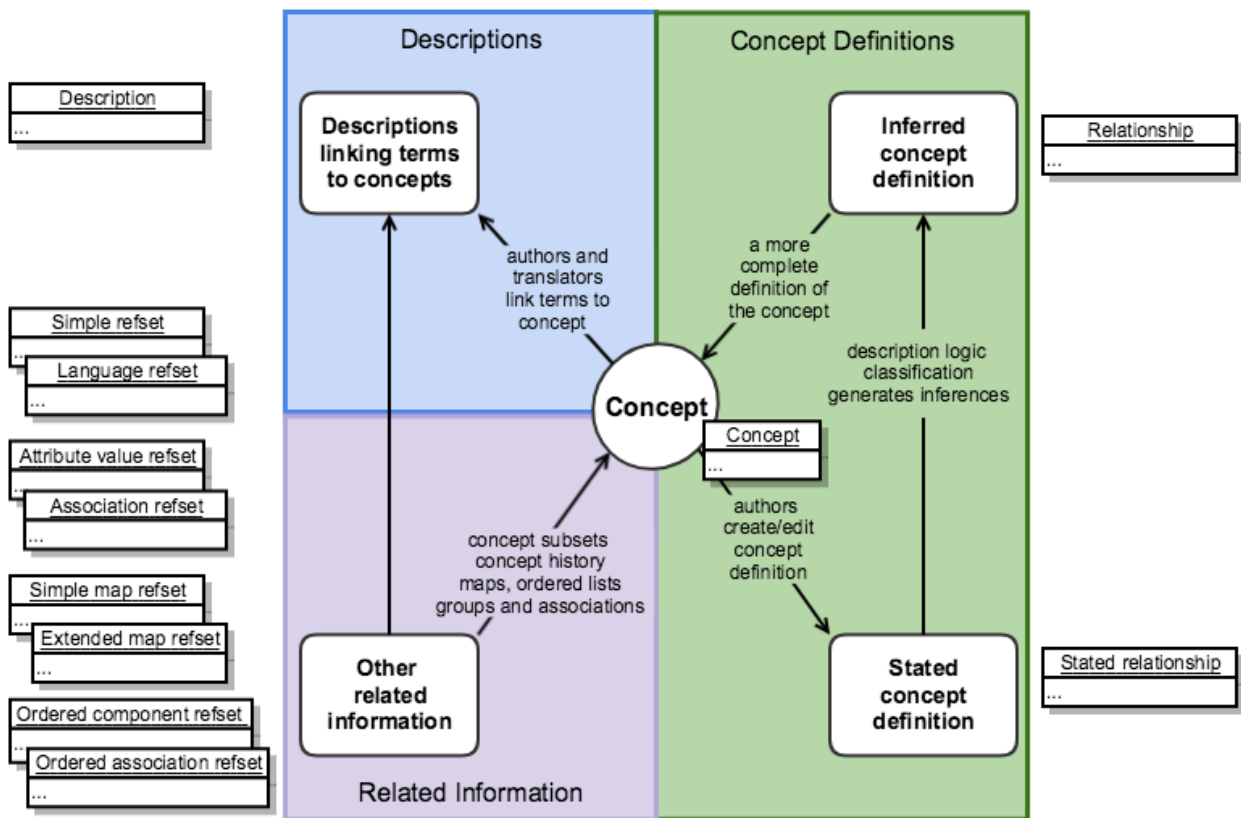 Descriptions
Concept Definitions
Description
...
Descriptions
linking terms
to concepts
Inferred
concept
definition
Relationship
...
authors and
translators
link terms to
concept
a more
complete
definition of
the concept
Simple refset
...
Language refset
...
description logic
classification
generates inferences
Concept
Concept
...
Attribute value refset
...
Association refset
...
authors
create/edit
concept
definition
concept subsets
concept history
maps, ordered lists
groups and associations
Simple map refset
...
Extended map refset
...
Other
related
information
Stated
concept
definition
Stated relationship
...
Ordered component refset
...
Ordered association refset
...
Related Information